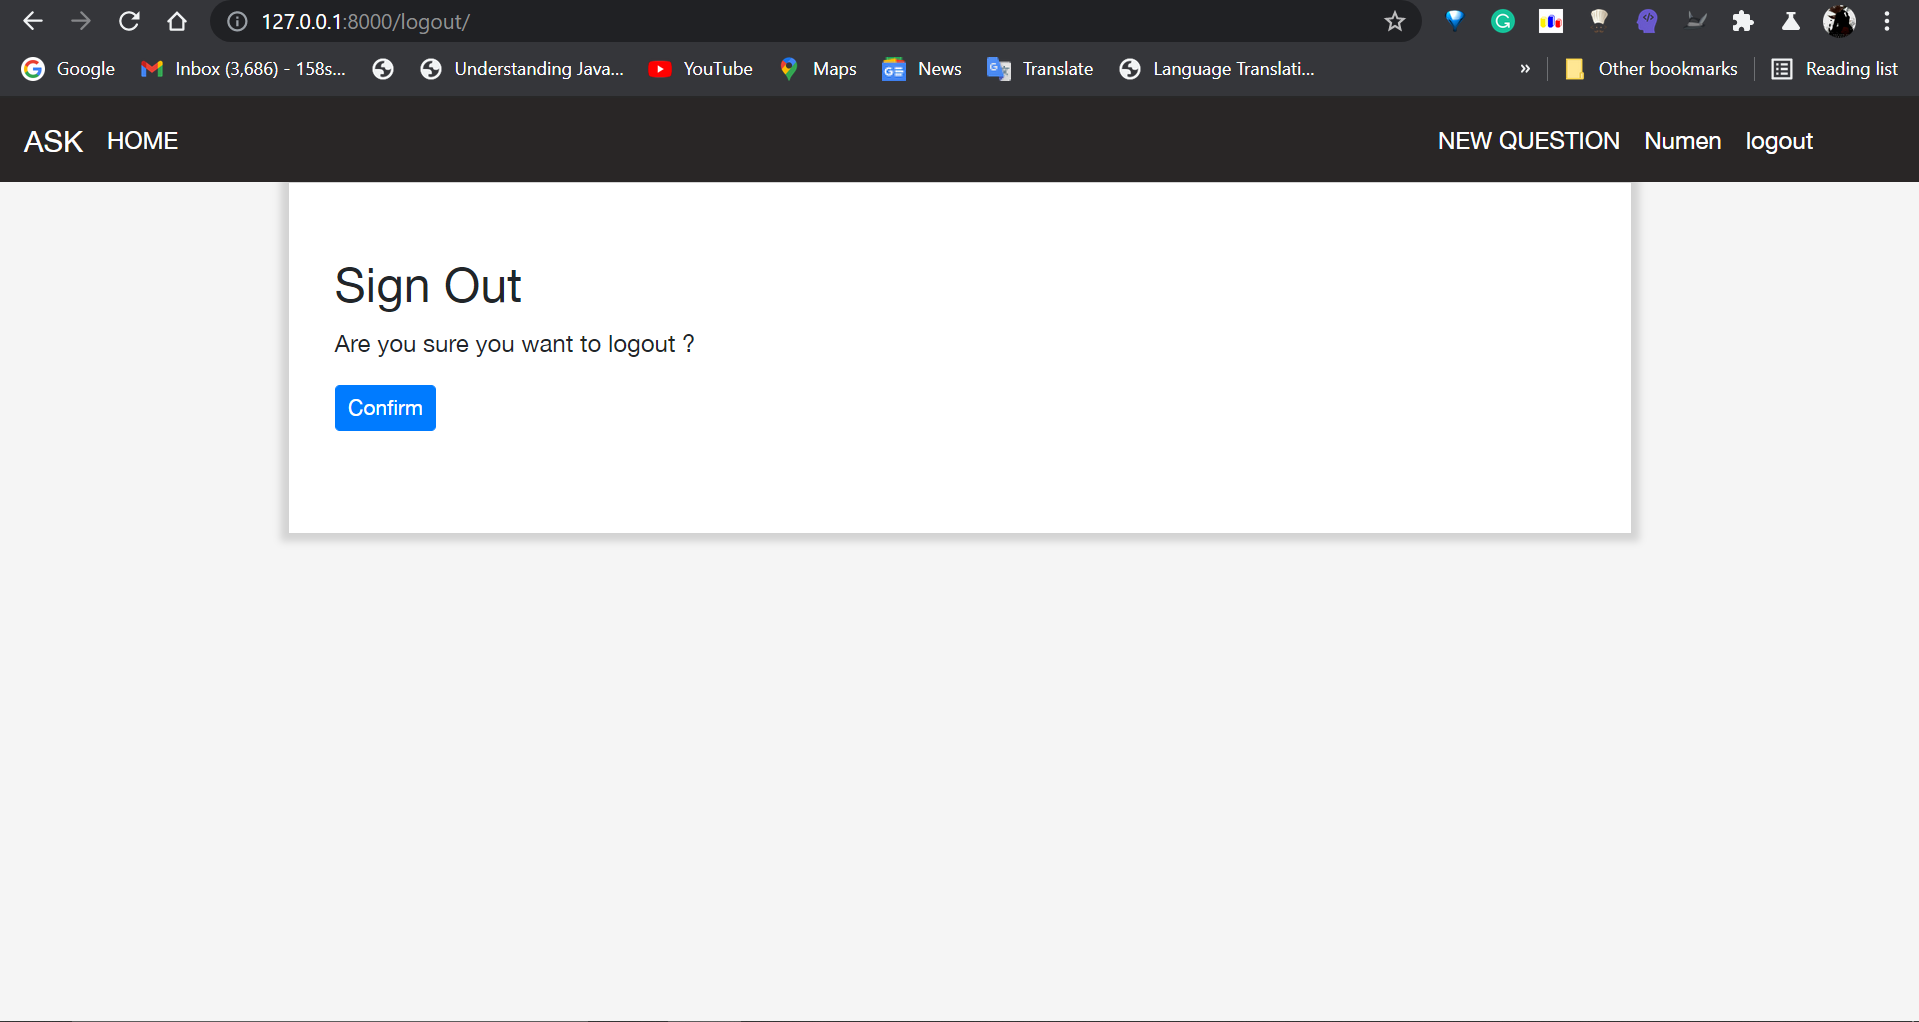 127.0.0.1:8000/logout/
Google Inbox (3,686) - 158s... Understanding Java... YouTube Maps News Translate Language Translati... » Other bookmarks Reading list
ASK HOME NEW QUESTION Numen logout
Sign Out
Are you sure you want to logout ?
Confirm